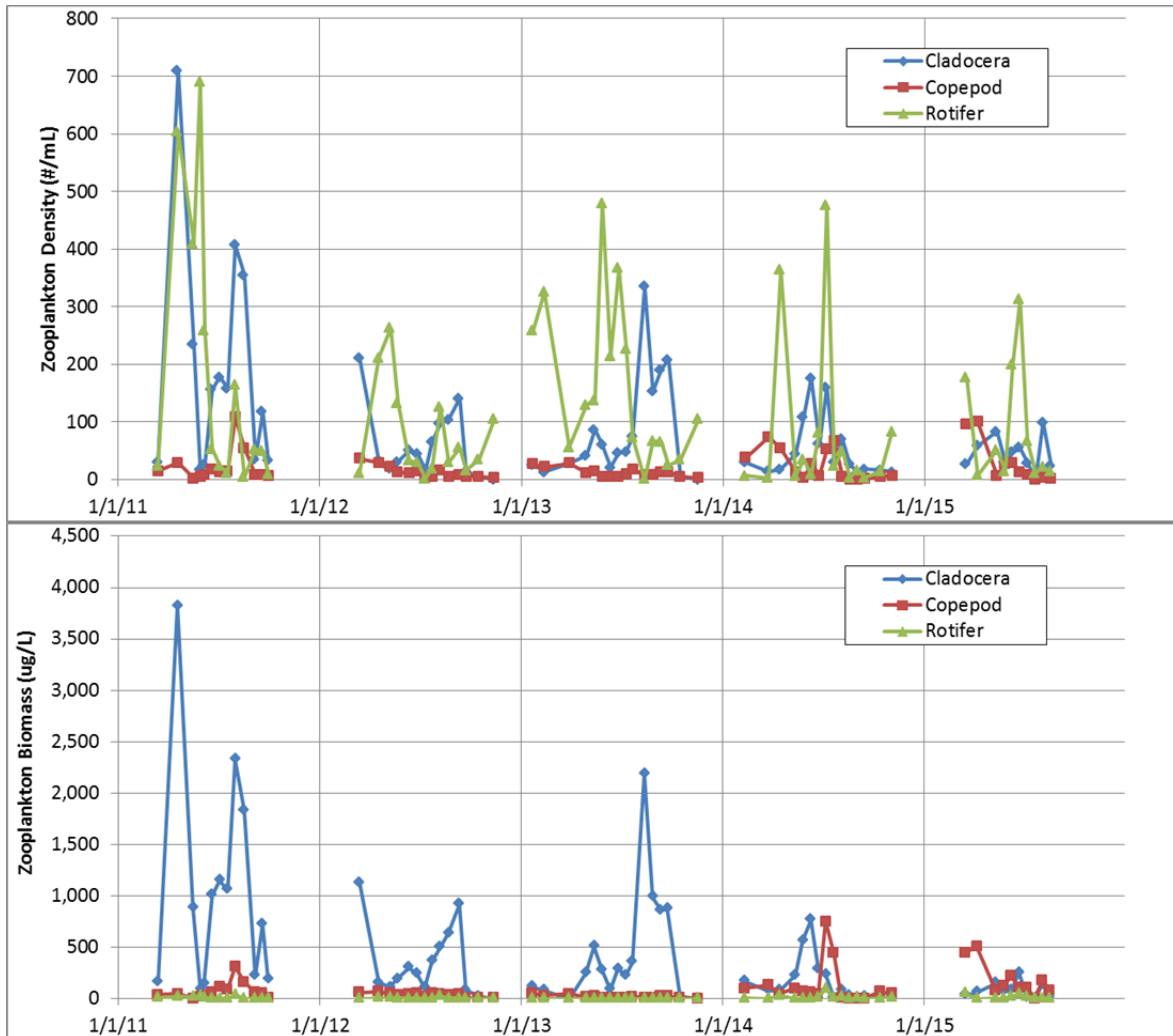 800
700
600
500
400
300
200
100
0
Zooplankton Density (#/mL)
Cladocera
Copepod
Rotifer
1/1/11 1/1/12 1/1/13 1/1/14 1/1/15
4,500
4,000
3,500
3,000
2,500
2,000
1,500
1,000
500
0
Zooplankton Biomass (ug/L)
Cladocera
Copepod
Rotifer
1/1/11 1/1/12 1/1/13 1/1/14 1/1/15